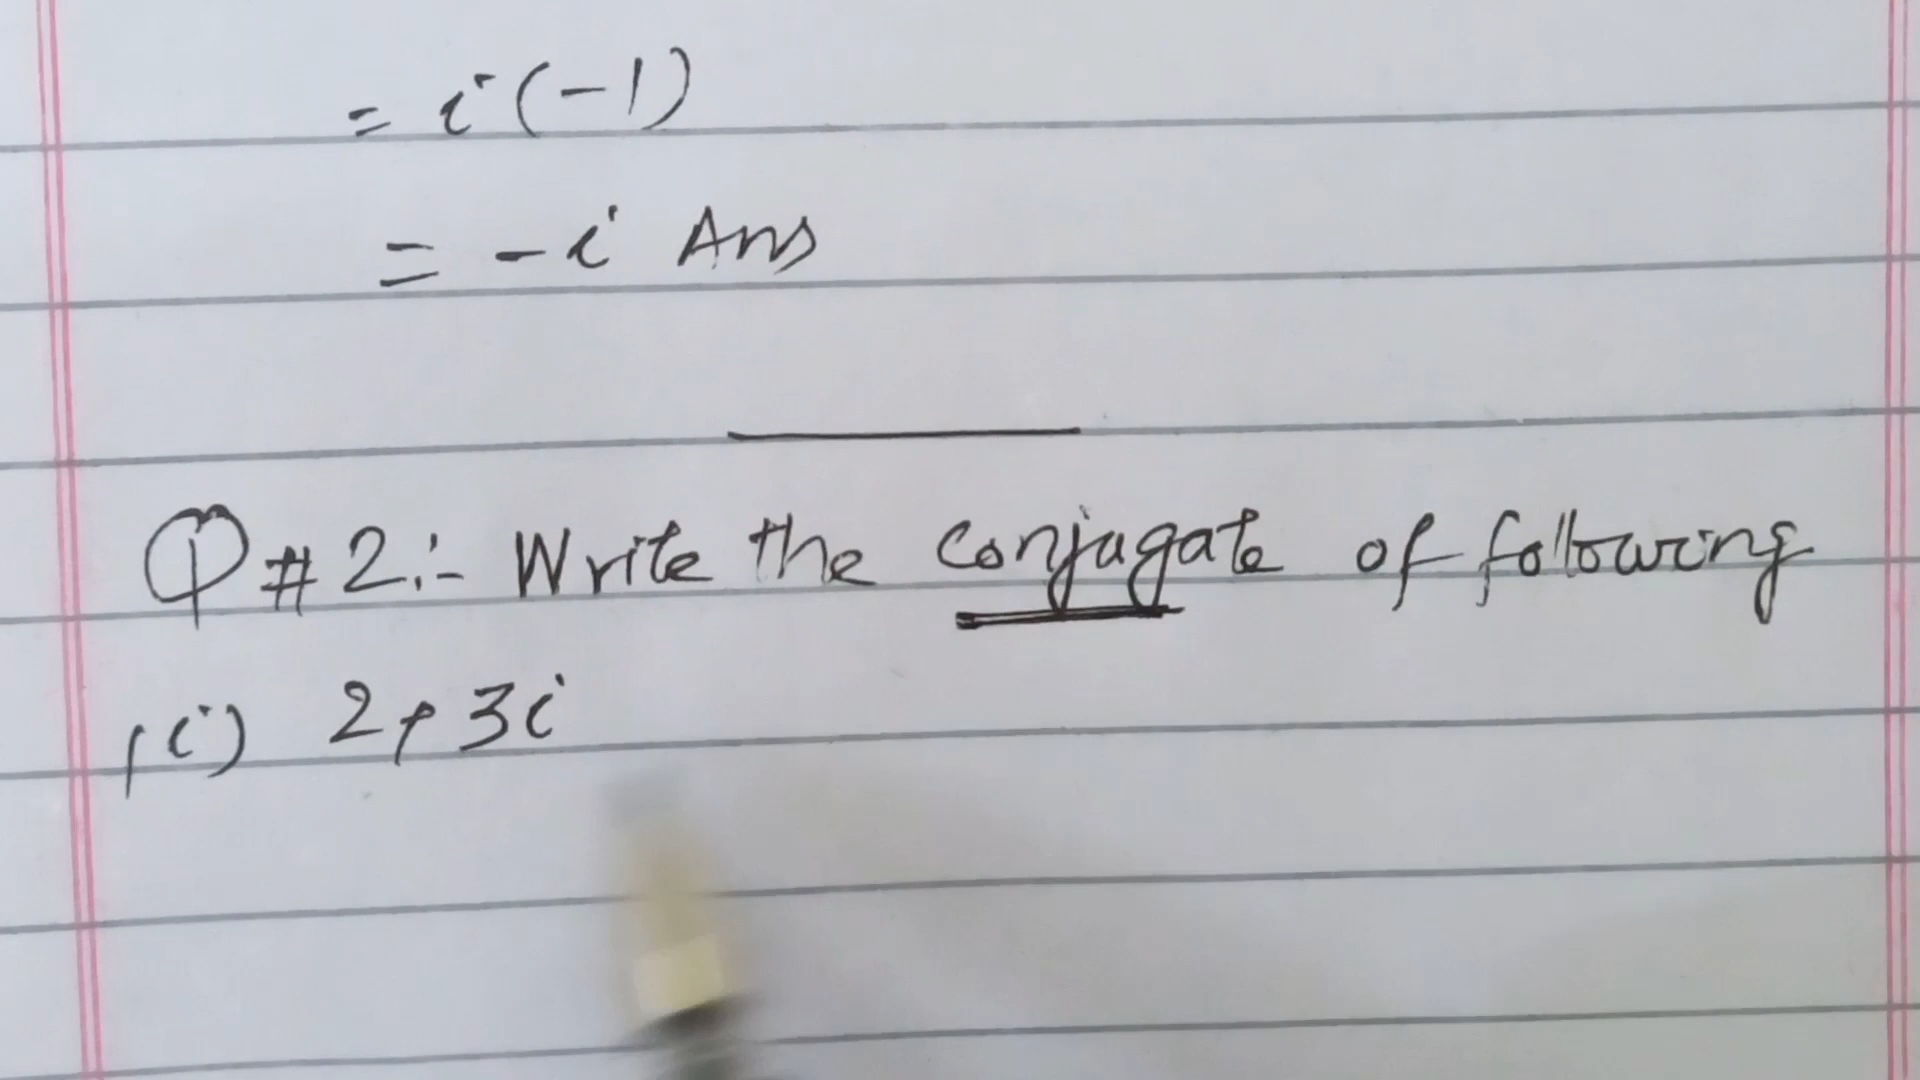 = i(-1)
= -i Ans
Q#2:- Write the conjugate of following
(i) 2+3i